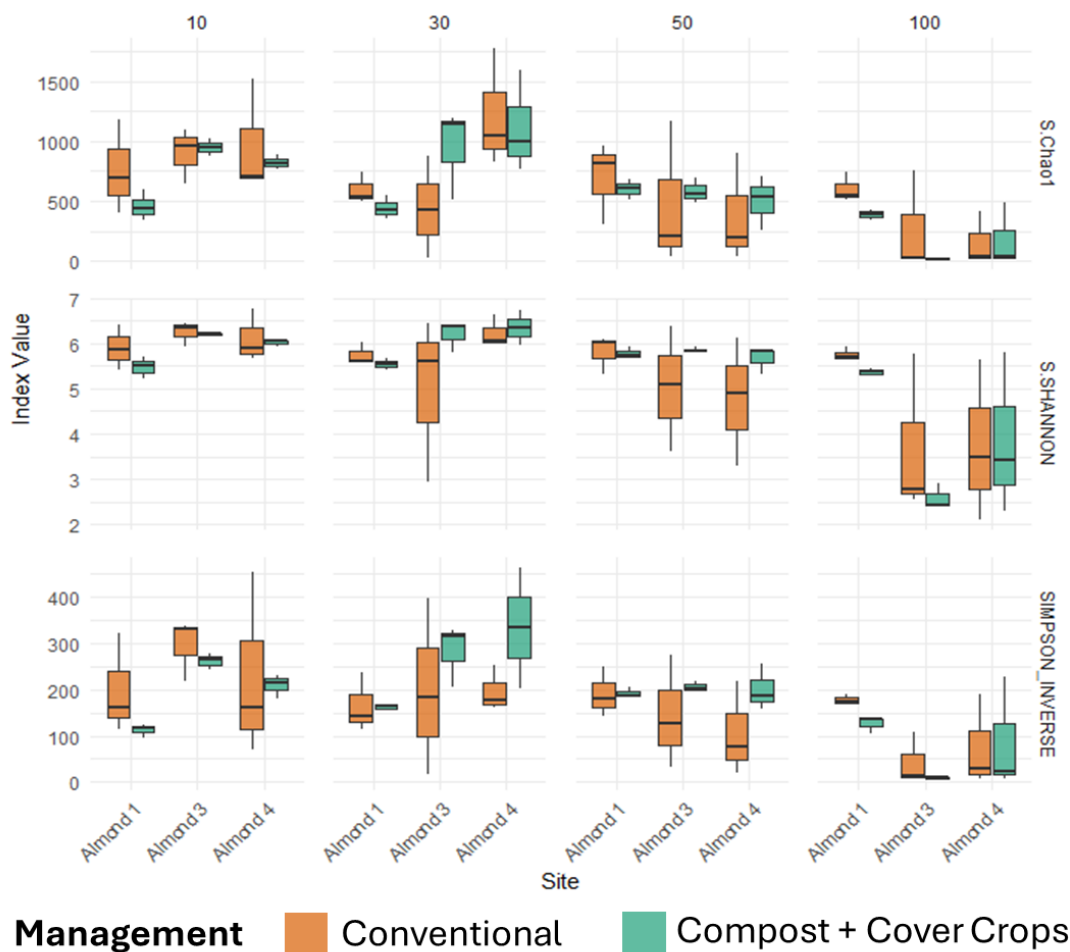 10 30 50 100
1500
1000
500
0
S.Chao1
7
6
5
4
3
2
S.SHANNON
Index Value
400
300
200
100
0
SIMPSON_INVERSE
Almond 1 Almond 3 Almond 4 Almond 1 Almond 3 Almond 4 Almond 1 Almond 3 Almond 4 Almond 1 Almond 3 Almond 4
Site
Management Conventional Compost + Cover Crops